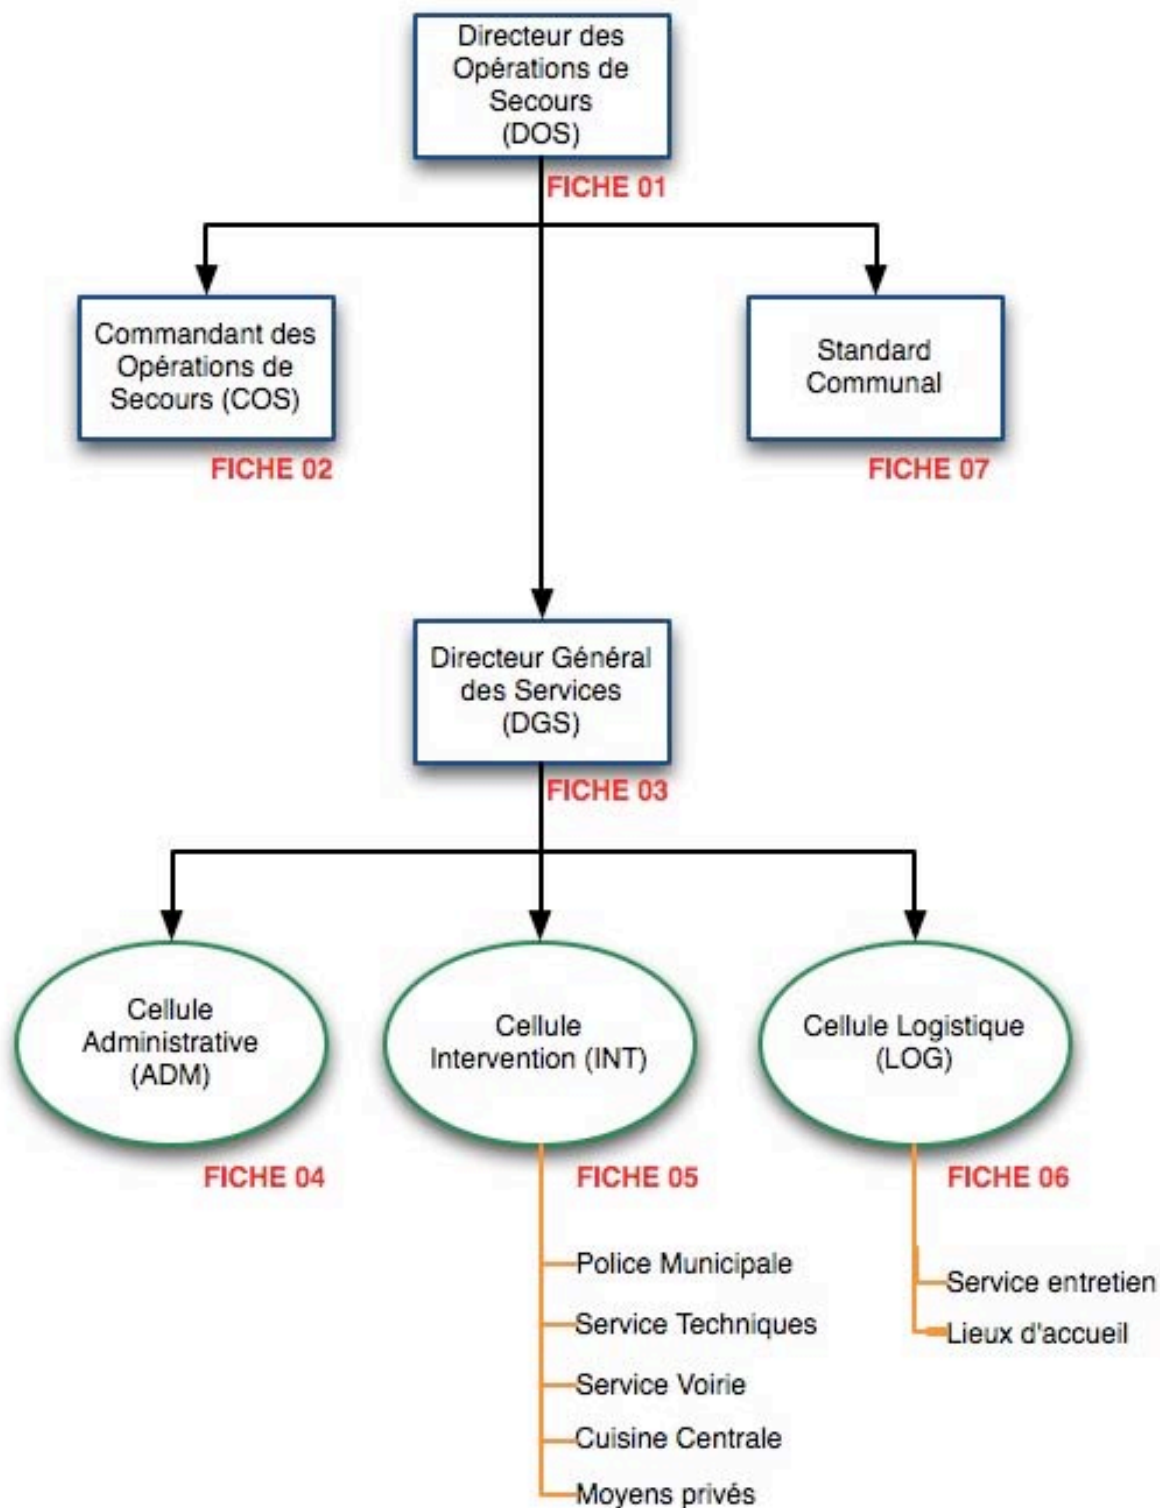 Directeur des
Opérations de
Secours
(DOS)
FICHE 01
Commandant des
Opérations de
Secours (COS)
FICHE 02
Standard
Communal
FICHE 07
Directeur Général
des Services
(DGS)
FICHE 03
Cellule
Administrative
(ADM)
FICHE 04
Cellule
Intervention (INT)
FICHE 05
Police Municipale
Service Techniques
Service Voirie
Cuisine Centrale
Moyens privés
Cellule Logistique
(LOG)
FICHE 06
Service entretien
Lieux d'accueil